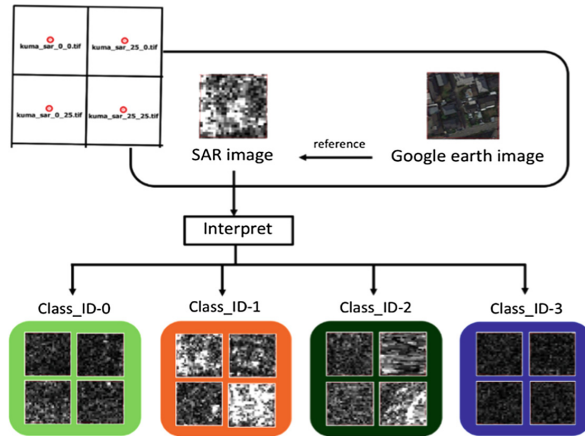 kuma_sar_0_0.tif
kuma_sar_25_0.tif
kuma_sar_0_25.tif
kuma_sar_25_25.tif
SAR image
reference
Google earth image
Interpret
Class_ID-0
Class_ID-1
Class_ID-2
Class_ID-3